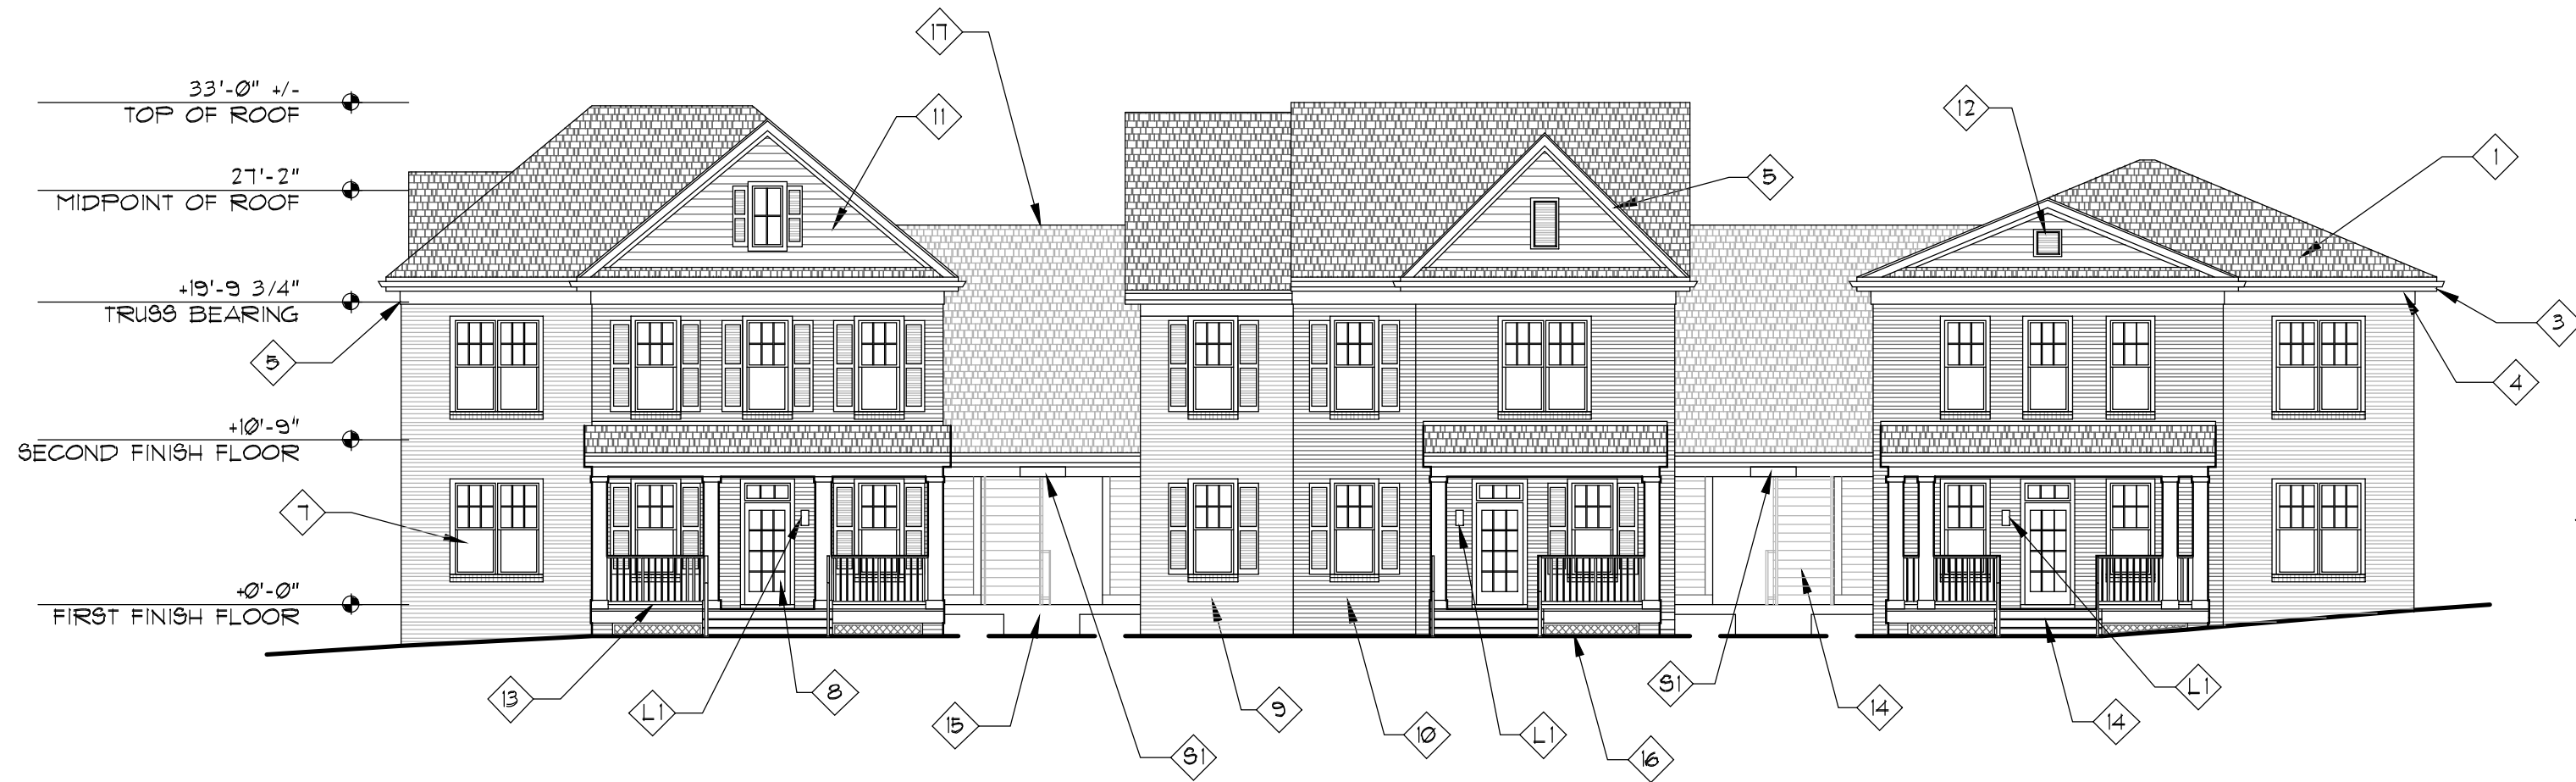 17
33'-0" +/-
TOP OF ROOF
11
12
1
27'-2"
MIDPOINT OF ROOF
5
+19'-9 3/4"
TRUSS BEARING
3
5
4
+10'-9"
SECOND FINISH FLOOR
7
+0'-0"
FIRST FINISH FLOOR
13
L1
8
15
S1
9
10
L1
16
S1
14
L1
14